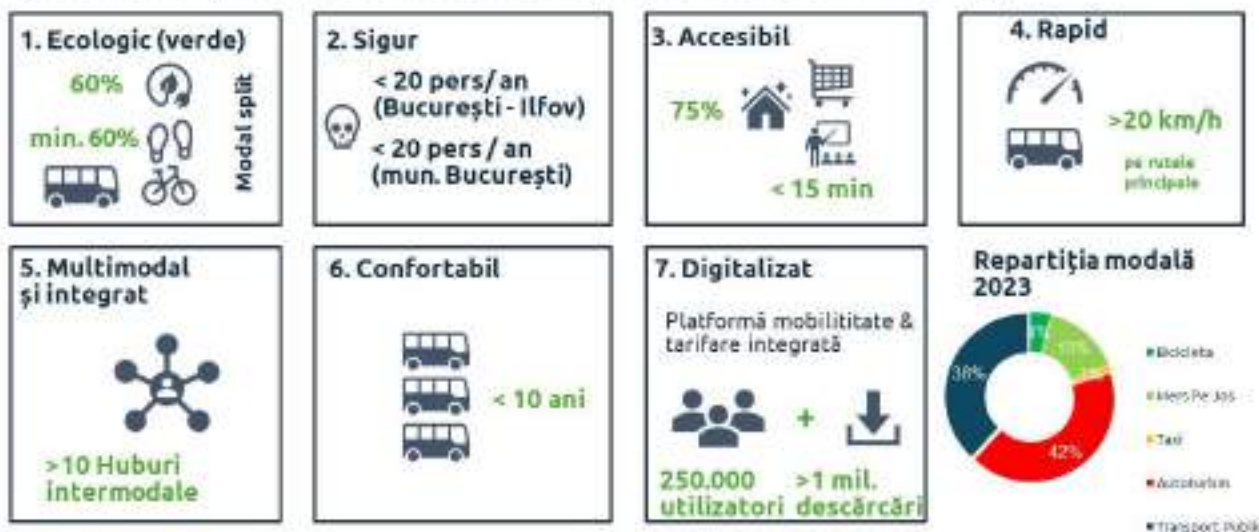 1. Ecologic (verde)
60%
min. 60%
Modal split
2. Sigur
< 20 pers/ an
(București - Ilfov)
< 20 pers / an
(mun. București)
3. Accesibil
75%
< 15 min
4. Rapid
>20 km/h
pe rutele
principale
5. Multimodal
și integrat
>10 Huburi
intermodale
6. Confortabil
< 10 ani
7. Digitalizat
Platformă mobilititate &
tarifare integrată
+
250.000
utilizatori
>1 mil.
descărcări
Repartiția modală
2023
38%
42%
Bicicleta
Mers Pe Jos
Taxi
Autoturism
Transport Public